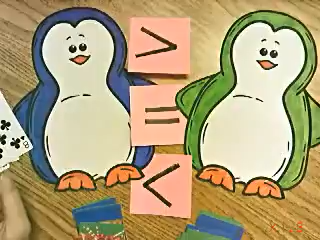 >
=
<